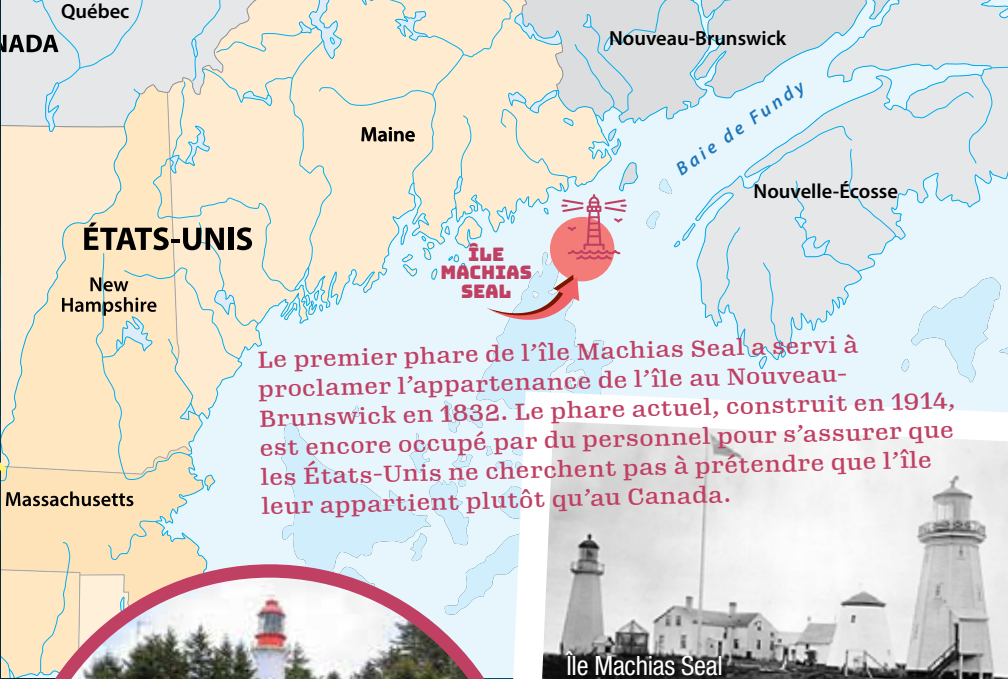 Québec
NADA
Nouveau-Brunswick
Baie de Fundy
Maine
Nouvelle-Écosse
ÉTATS-UNIS
ÎLE
MACHIAS
SEAL
New
Hampshire
Le premier phare de l’île Machias Seal a servi à
proclamer l’appartenance de l’île au Nouveau-
Brunswick en 1832. Le phare actuel, construit en 1914,
est encore occupé par du personnel pour s’assurer que
les États-Unis ne cherchent pas à prétendre que l’île
leur appartient plutôt qu’au Canada.
Massachusetts
Île Machias Seal